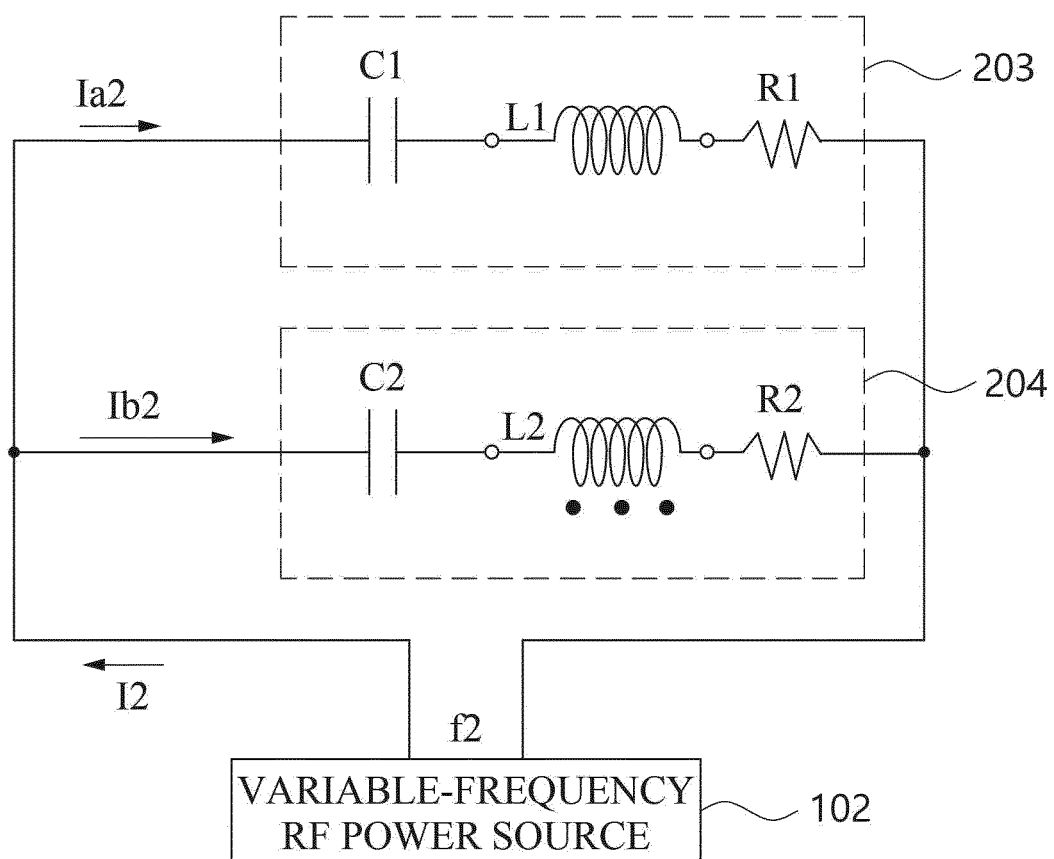 C1
203
Ia2
L1
R1
C2
204
Ib2
L2
R2
I2
f2
VARIABLE-FREQUENCY
RF POWER SOURCE
102